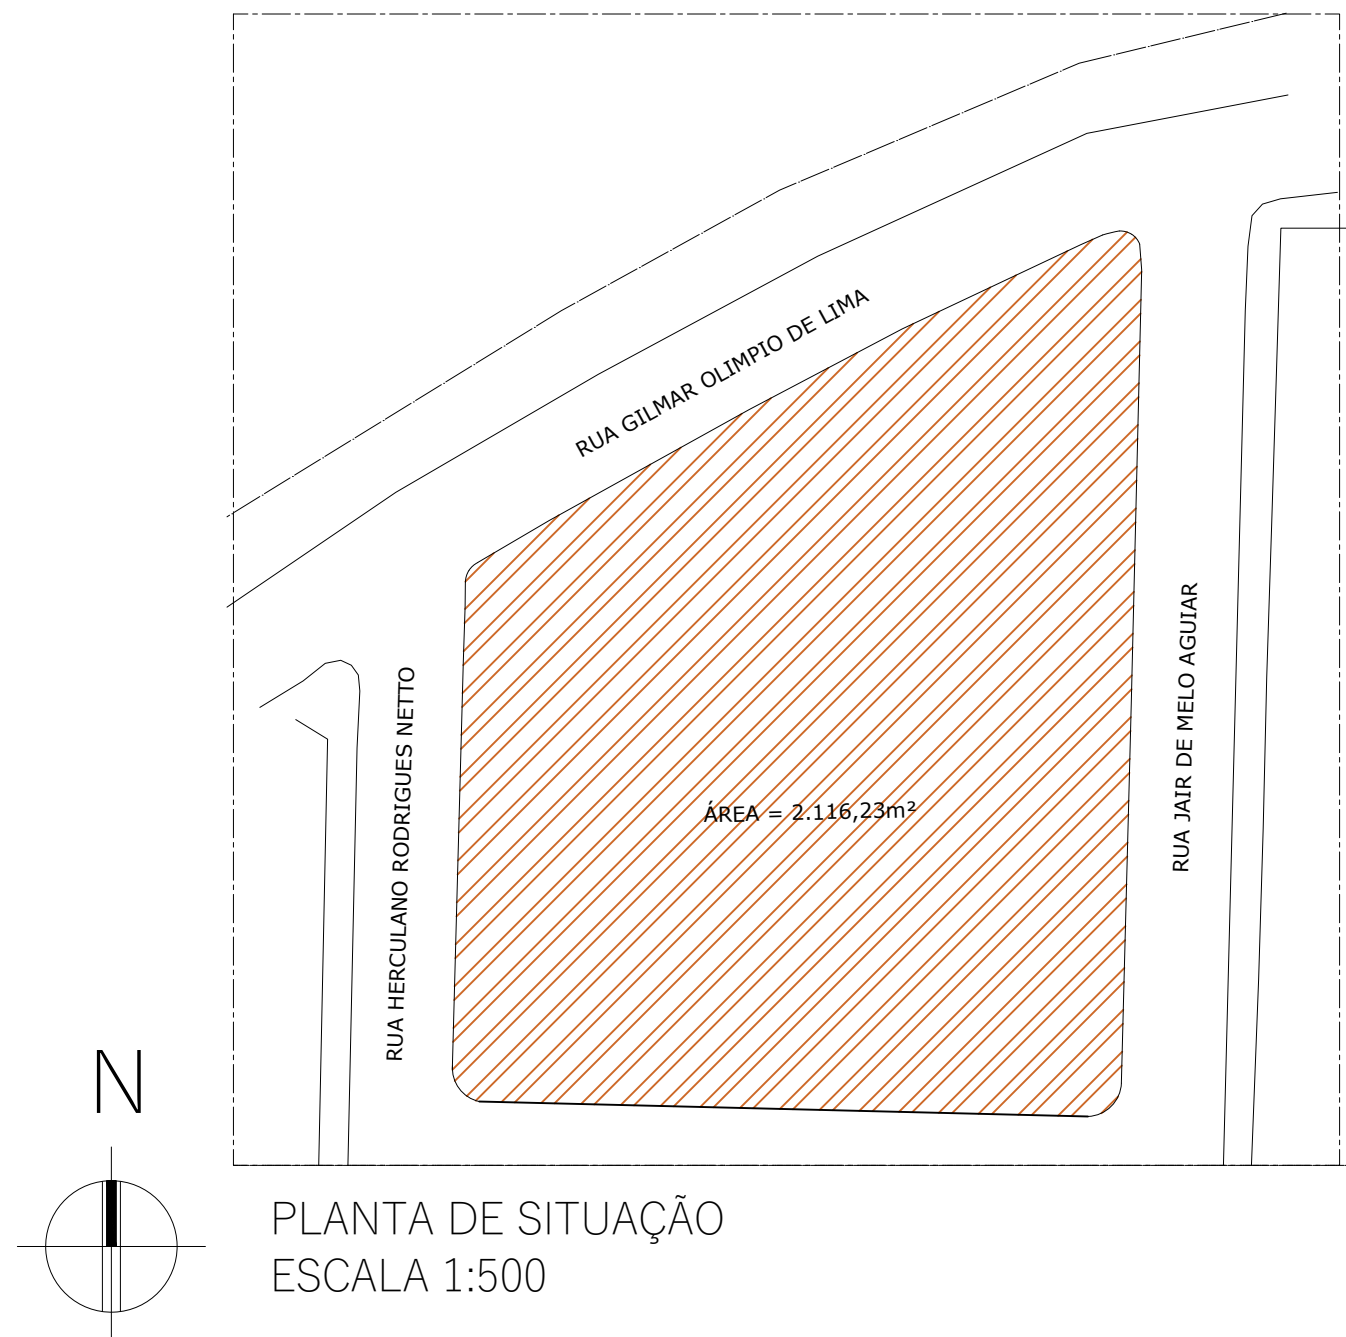 RUA GILMAR OLIMPIO DE LIMA
RUA HERCULANO RODRIGUES NETTO
RUA JAIR DE MELO AGUIAR
ÁREA = 2.116,23m²
N
PLANTA DE SITUAÇÃO
ESCALA 1:500